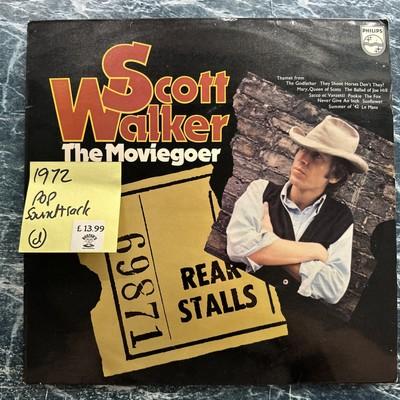 PHILIPS
Scott
Walker
The Moviegoer
Themes from
The Godfather They Shoot Horses Don't They?
Mary, Queen of Scots The Ballad of Joe Hill
Sacco et Vanzetti Pookie The Fox
Never Give An Inch Sunflower
Summer of '42 Le Mans
1972
Pop
Soundtrack
d
£ 13.99
69871
REAR
STALLS